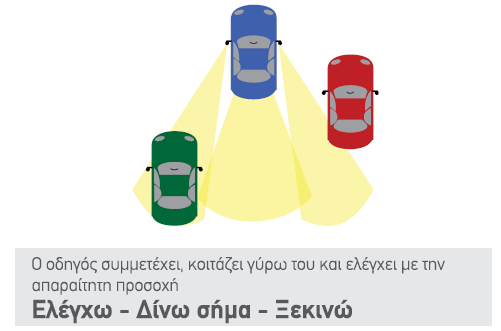 Ο οδηγός συμμετέχει, κοιτάζει γύρω του και ελέγχει με την
απαραίτητη προσοχή
Ελέγχω - Δίνω σήμα - Ξεκινώ